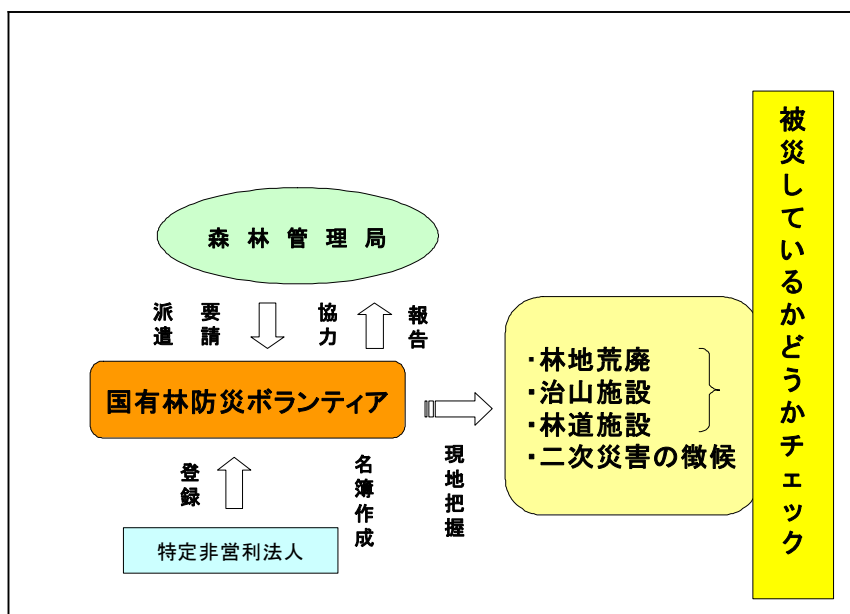 森林管理局
派遣
要請
協力
報告
国有林防災ボランティア
登録
名簿作成
特定非営利法人
現地把握
・林地荒廃
・治山施設
・林道施設
・二次災害の徴候
被災しているかどうかチェック